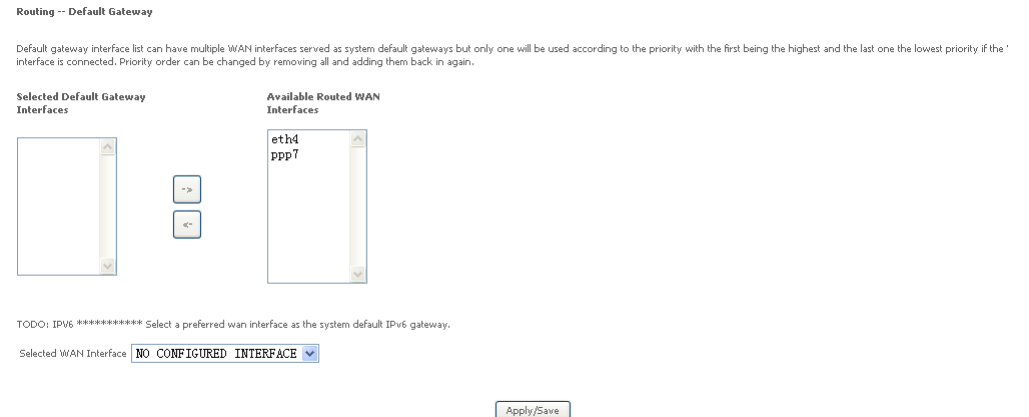 Routing -- Default Gateway
Default gateway interface list can have multiple WAN interfaces served as system default gateways but only one will be used according to the priority with the first being the highest and the last one the lowest priority if the '
interface is connected. Priority order can be changed by removing all and adding them back in again.
Selected Default Gateway
Interfaces
Available Routed WAN
Interfaces
eth4
ppp7
->
<-
TODO: IPV6 *********** Select a preferred wan interface as the system default IPv6 gateway.
Selected WAN Interface NO CONFIGURED INTERFACE
Apply/Save